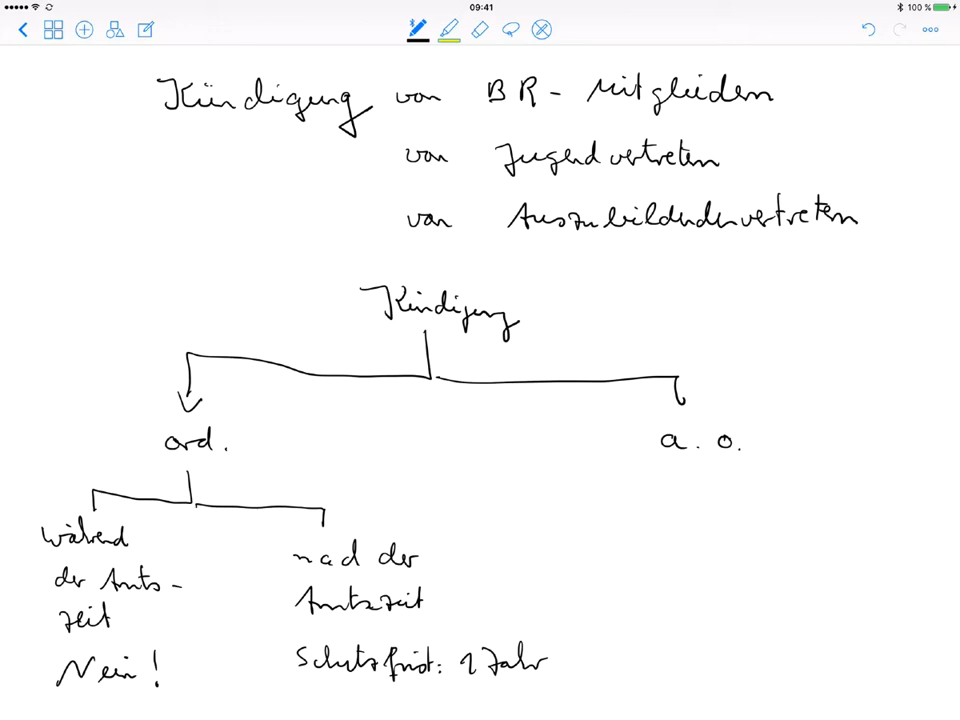 09:41
100 %
Kündigung von BR - Mitgliedern
von Jugendvertretern
von Auszubildendenvertretern
Kündigung
ord.
a. o.
während
der Amts -
zeit
Nein!
nach der
Amtszeit
Schutzfrist: 1 Jahr